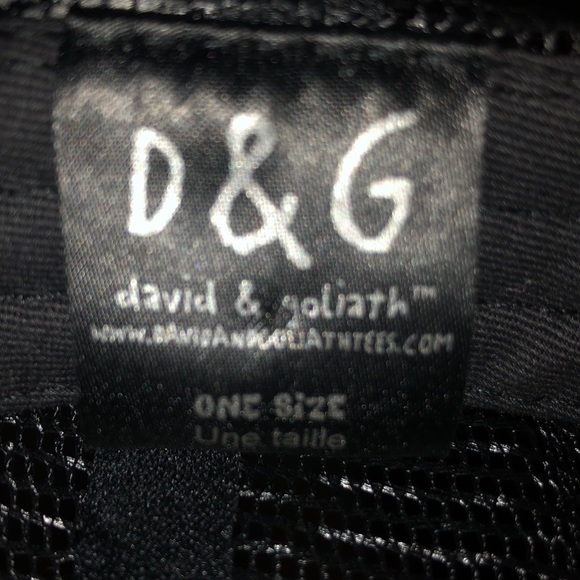 D & G
david & goliath™
WWW.DAVIDANDGOLIATHTEES.COM
ONE SiZE
Une taille